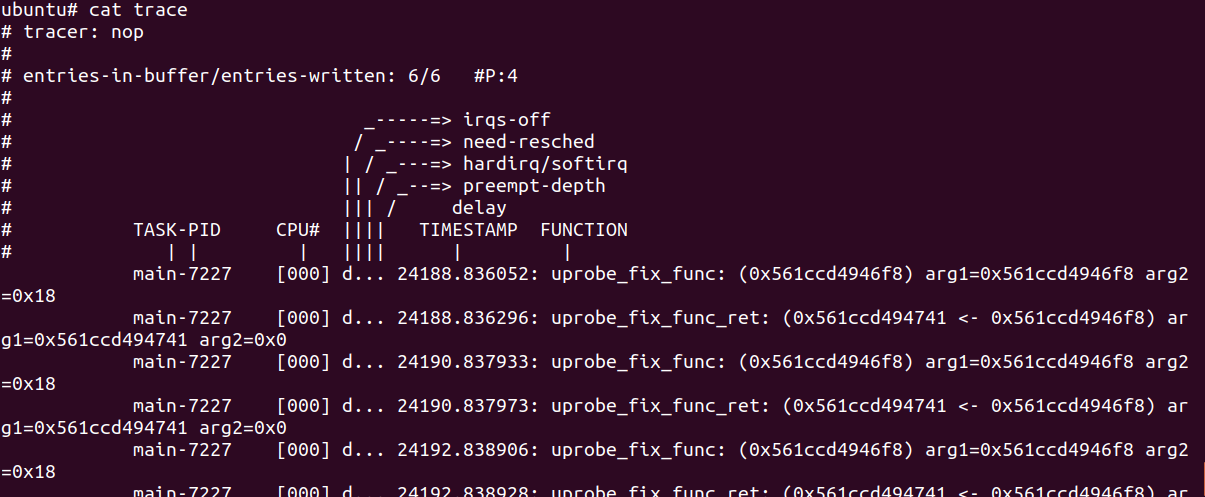 ubuntu# cat trace
# tracer: nop
#
# entries-in-buffer/entries-written: 6/6   #P:4
#
#                                _-----=> irqs-off
#                               / _----=> need-resched
#                              | / _---=> hardirq/softirq
#                              || / _--=> preempt-depth
#                              ||| /     delay
#           TASK-PID     CPU#  ||||   TIMESTAMP  FUNCTION
#              | |         |   ||||      |         |
            main-7227    [000] d... 24188.836052: uprobe_fix_func: (0x561ccd4946f8) arg1=0x561ccd4946f8 arg2
=0x18
            main-7227    [000] d... 24188.836296: uprobe_fix_func_ret: (0x561ccd494741 <- 0x561ccd4946f8) ar
g1=0x561ccd494741 arg2=0x0
            main-7227    [000] d... 24190.837933: uprobe_fix_func: (0x561ccd4946f8) arg1=0x561ccd4946f8 arg2
=0x18
            main-7227    [000] d... 24190.837973: uprobe_fix_func_ret: (0x561ccd494741 <- 0x561ccd4946f8) ar
g1=0x561ccd494741 arg2=0x0
            main-7227    [000] d... 24192.838906: uprobe_fix_func: (0x561ccd4946f8) arg1=0x561ccd4946f8 arg2
=0x18
            main-7227    [000] d... 24192.838928: uprobe_fix_func_ret: (0x561ccd494741 <- 0x561ccd4946f8) ar